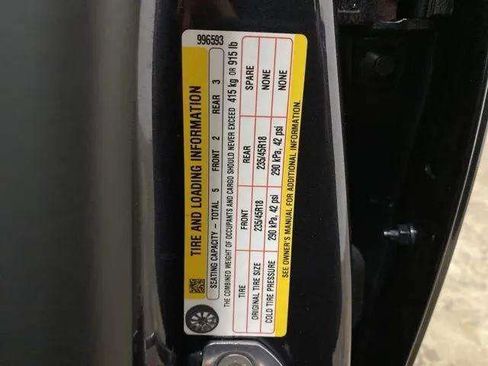 996593
TIRE AND LOADING INFORMATION
SEATING CAPACITY – TOTAL 5 FRONT 2 REAR 3
THE COMBINED WEIGHT OF OCCUPANTS AND CARGO SHOULD NEVER EXCEED 415 kg OR 915 lb
TIRE FRONT REAR SPARE
ORIGINAL TIRE SIZE 235/45R18 235/45R18 NONE
COLD TIRE PRESSURE 290 kPa, 42 psi 290 kPa, 42 psi NONE
SEE OWNER'S MANUAL FOR ADDITIONAL INFORMATION